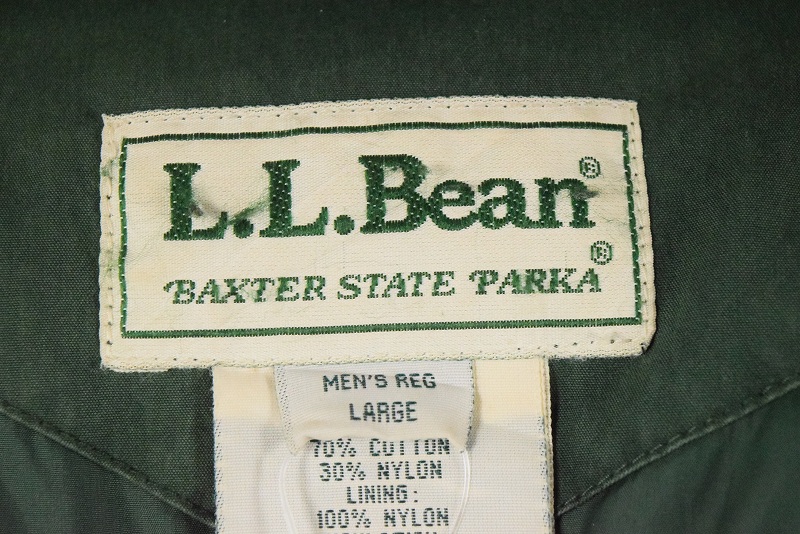 L.L.Bean®
BAXTER STATE PARKA®
MEN'S REG
LARGE
70% COTTON
30% NYLON
LINING:
100% NYLON